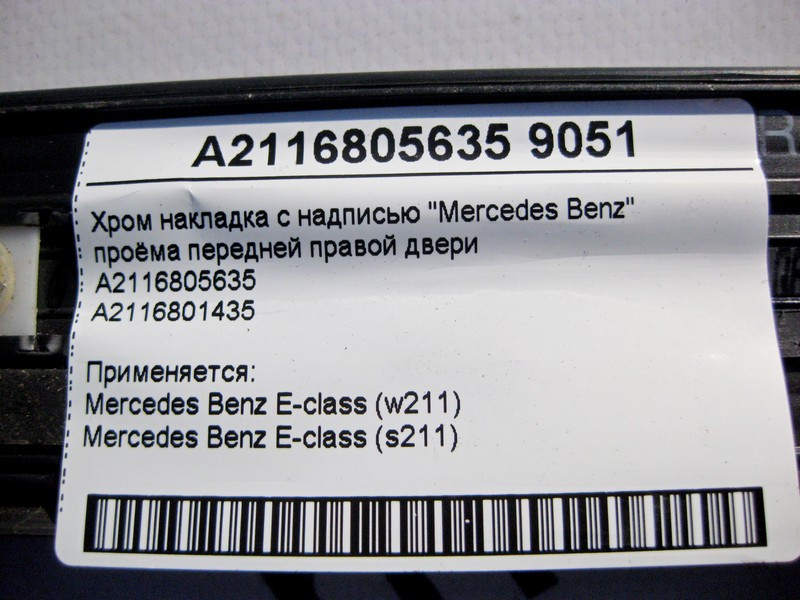 A2116805635 9051
Хром накладка с надписью "Mercedes Benz"
проёма передней правой двери
A2116805635
A2116801435
Применяется:
Mercedes Benz E-class (w211)
Mercedes Benz E-class (s211)
R